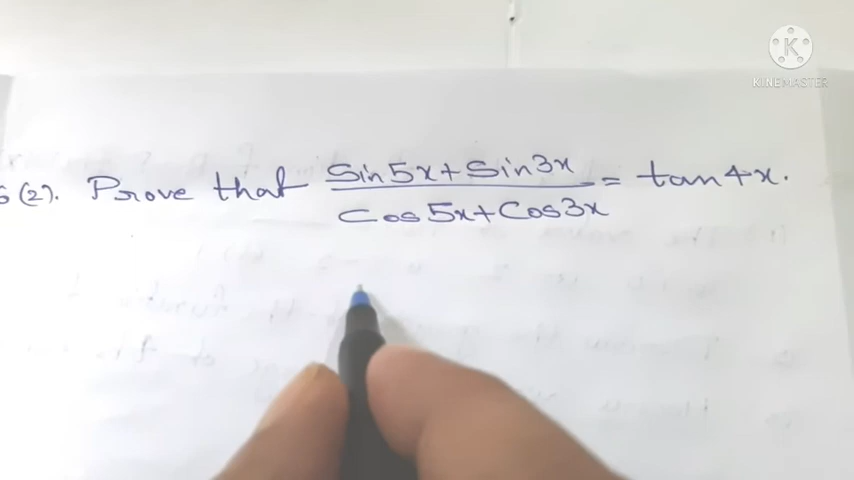 KINEMASTER
6(2). Prove that Sin5x+Sin3x / Cos5x+Cos3x = tan4x.